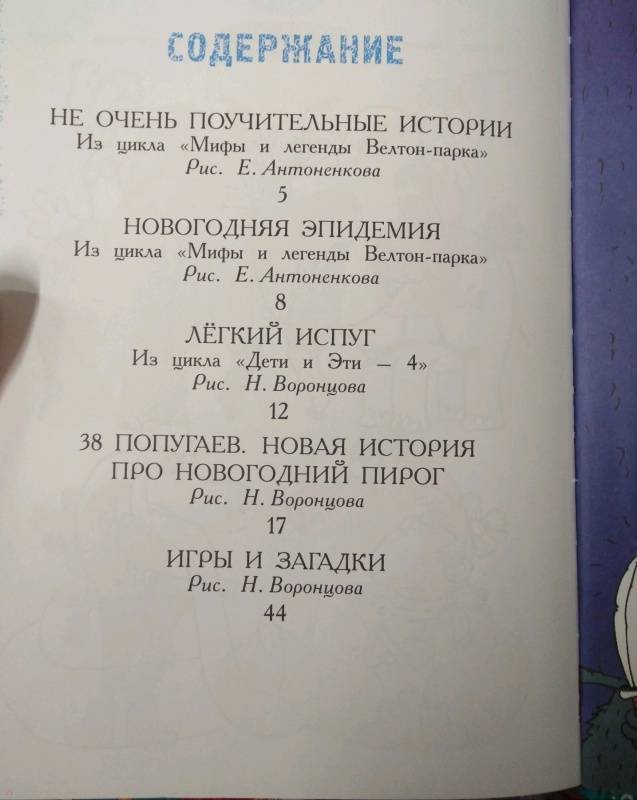 СОДЕРЖАНИЕ
НЕ ОЧЕНЬ ПОУЧИТЕЛЬНЫЕ ИСТОРИИ
Из цикла «Мифы и легенды Велтон-парка»
Рис. Е. Антоненкова
5
НОВОГОДНЯЯ ЭПИДЕМИЯ
Из цикла «Мифы и легенды Велтон-парка»
Рис. Е. Антоненкова
8
ЛЁГКИЙ ИСПУГ
Из цикла «Дети и Эти – 4»
Рис. Н. Воронцова
12
38 ПОПУГАЕВ. НОВАЯ ИСТОРИЯ
ПРО НОВОГОДНИЙ ПИРОГ
Рис. Н. Воронцова
17
ИГРЫ И ЗАГАДКИ
Рис. Н. Воронцова
44